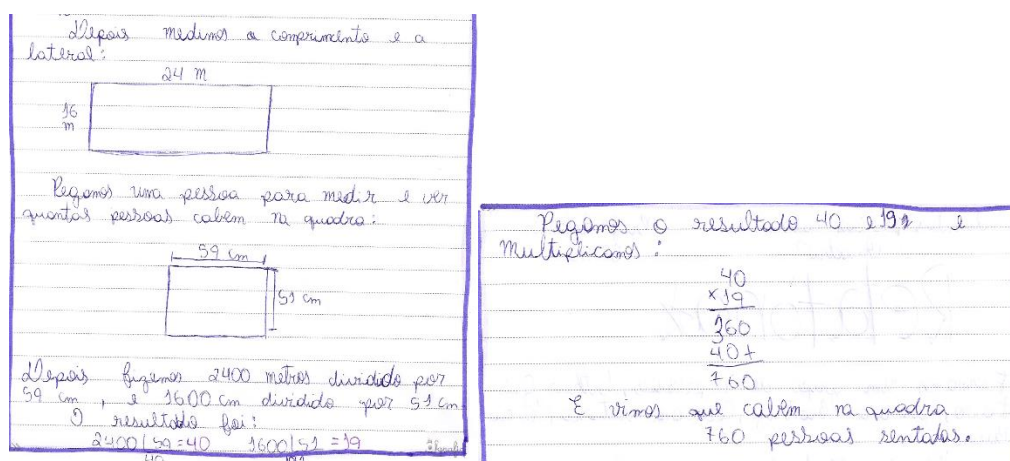 Depois medimos o comprimento e a
lateral:
24 m
16
m
Pegamos uma pessoa para medir e ver
quantas pessoas cabem na quadra:
59 cm
51 cm
Depois fizemos 2400 metros dividido por
59 cm, e 1600 cm dividido por 51 cm
O resultado foi:
2400/59=40 1600/51=19
Pegamos o resultado 40 e 19 e
multiplicamos:
40
×19
360
40+
760
E vimos que cabem na quadra
760 pessoas sentadas.